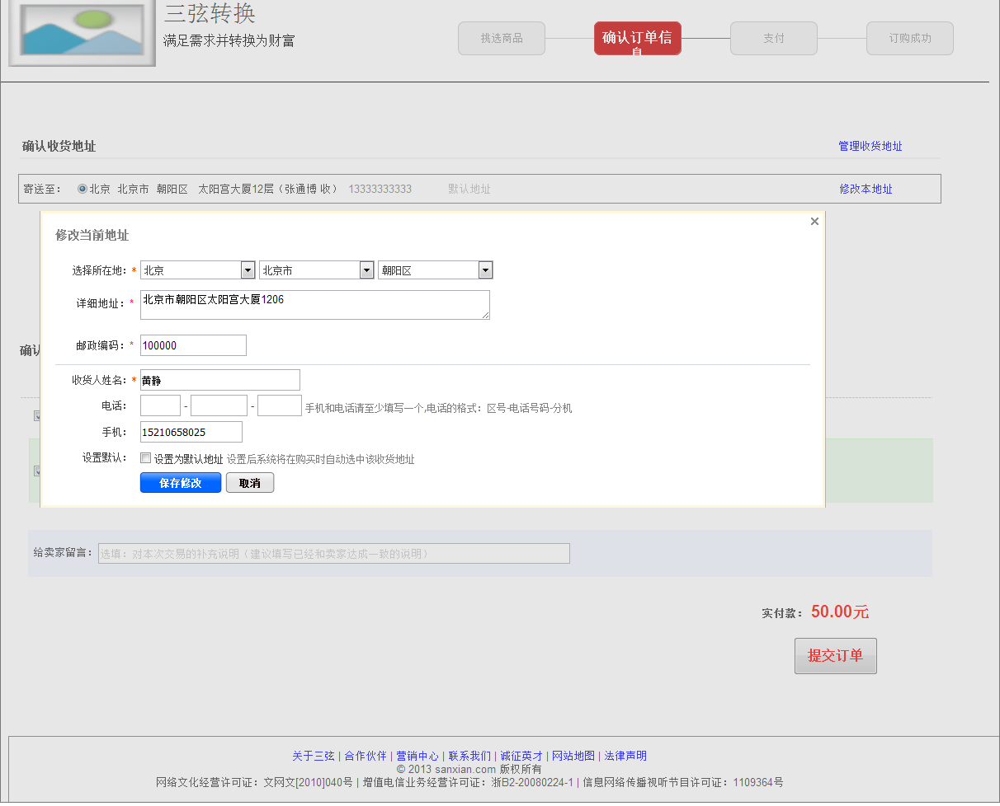 三弦转换
满足需求并转换为财富
挑选商品 确认订单信 支付 订购成功
确认收货地址 管理收货地址
寄送至： 北京 北京市 朝阳区 太阳宫大厦12层（张通博 收） 13333333333 默认地址 修改本地址
×
修改当前地址
选择所在地：* 北京 北京市 朝阳区
详细地址：* 北京市朝阳区太阳宫大厦1206
邮政编码：* 100000
确认
收货人姓名：* 黄静
电话： - - 手机和电话请至少填写一个,电话的格式：区号-电话号码-分机
手机： 15210658025
设置默认： 设置为默认地址 设置后系统将在购买时自动选中该收货地址
保存修改 取消
给卖家留言： 选填：对本次交易的补充说明（建议填写已经和卖家达成一致的说明）
实付款： 50.00元
提交订单
关于三弦 | 合作伙伴 | 营销中心 | 联系我们 | 诚征英才 | 网站地图 | 法律声明
© 2013 sanxian.com 版权所有
网络文化经营许可证：文网文[2010]040号 | 增值电信业务经营许可证：浙B2-20080224-1 | 信息网络传播视听节目许可证：1109364号